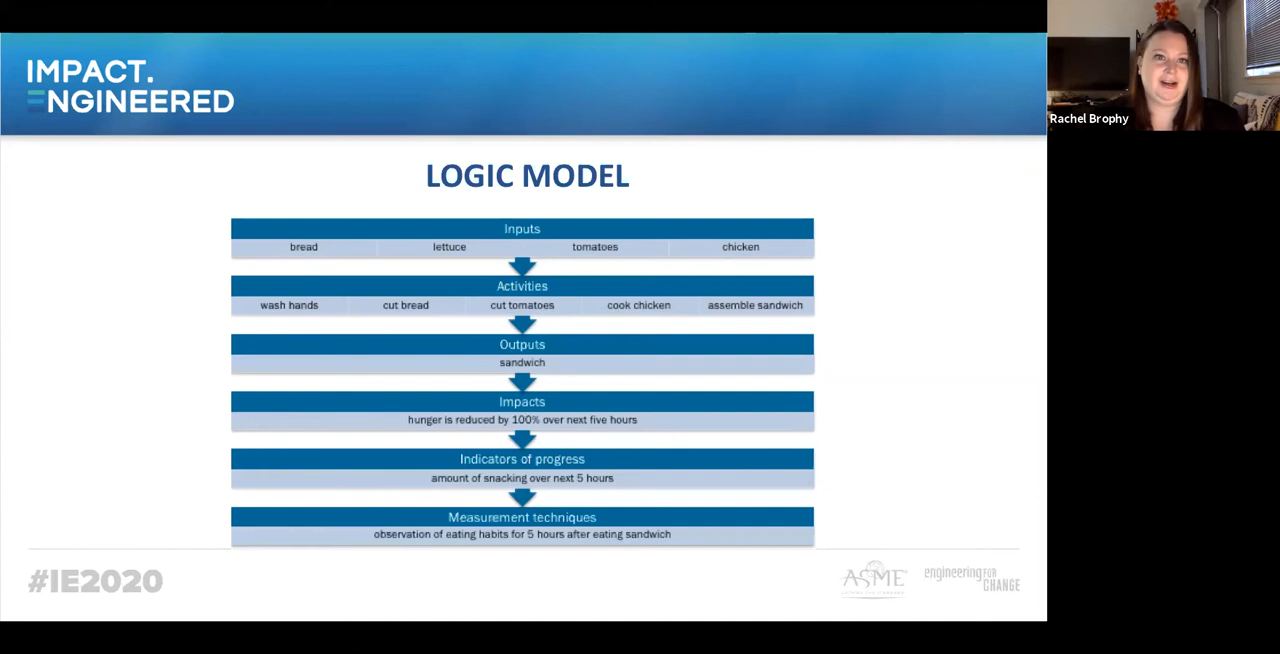 IMPACT.
ENGINEERED
Rachel Brophy
LOGIC MODEL
Inputs
bread lettuce tomatoes chicken
Activities
wash hands cut bread cut tomatoes cook chicken assemble sandwich
Outputs
sandwich
Impacts
hunger is reduced by 100% over next five hours
Indicators of progress
amount of snacking over next 5 hours
Measurement techniques
observation of eating habits for 5 hours after eating sandwich
#IE2020
ASME
engineering FOR
CHANGE